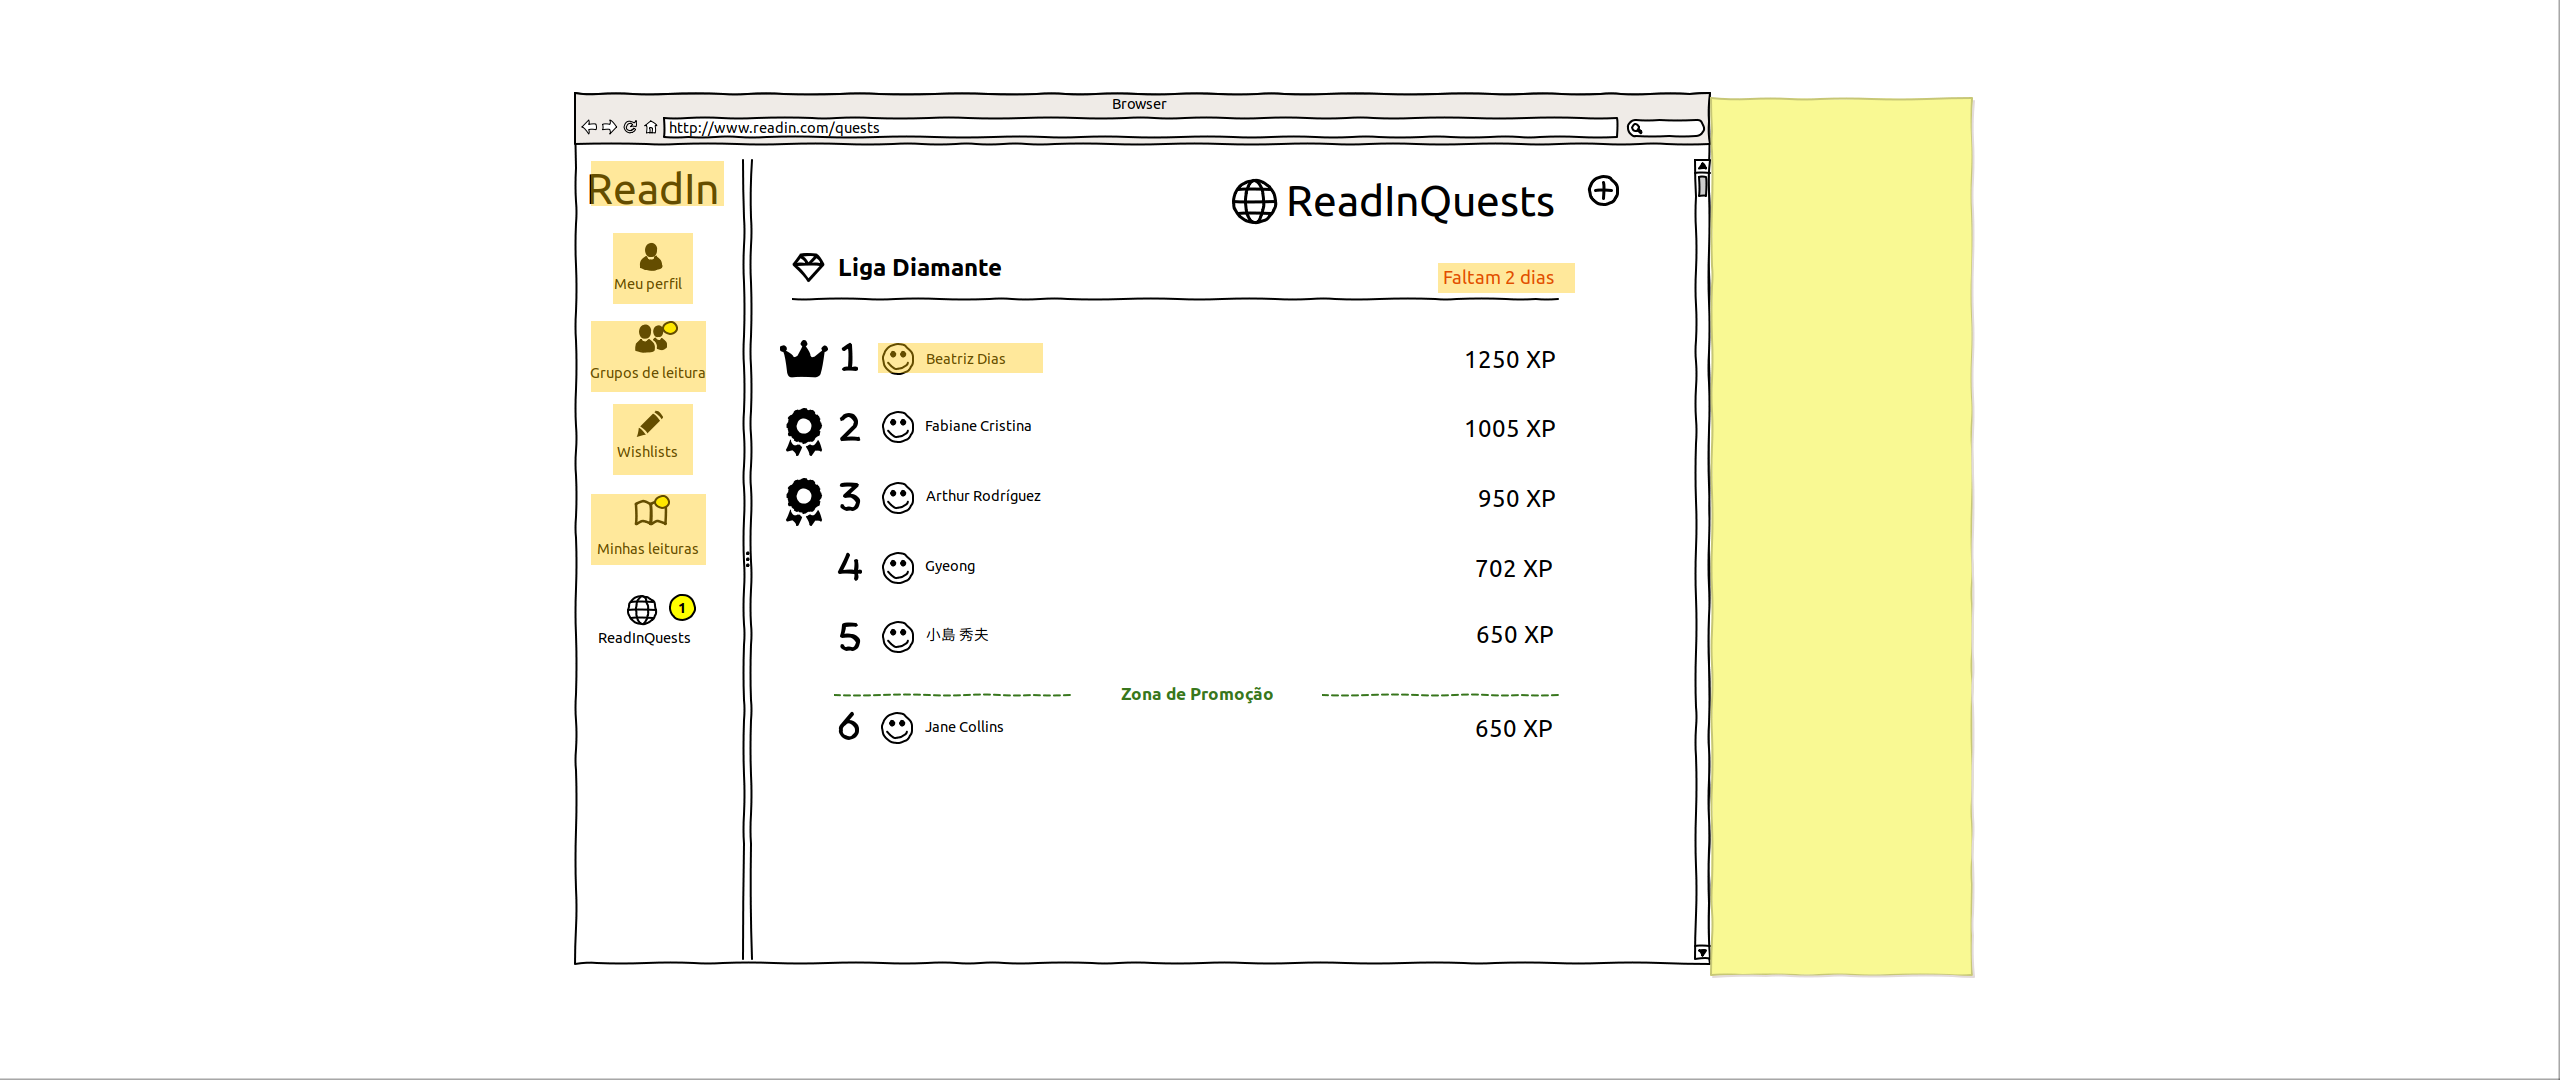 Browser
http://www.readin.com/quests
ReadIn
Meu perfil
Grupos de leitura
Wishlists
Minhas leituras
1
ReadInQuests
ReadInQuests
Liga Diamante
Faltam 2 dias
1 Beatriz Dias 1250 XP
2 Fabiane Cristina 1005 XP
3 Arthur Rodríguez 950 XP
4 Gyeong 702 XP
5 小島 秀夫 650 XP
Zona de Promoção
6 Jane Collins 650 XP